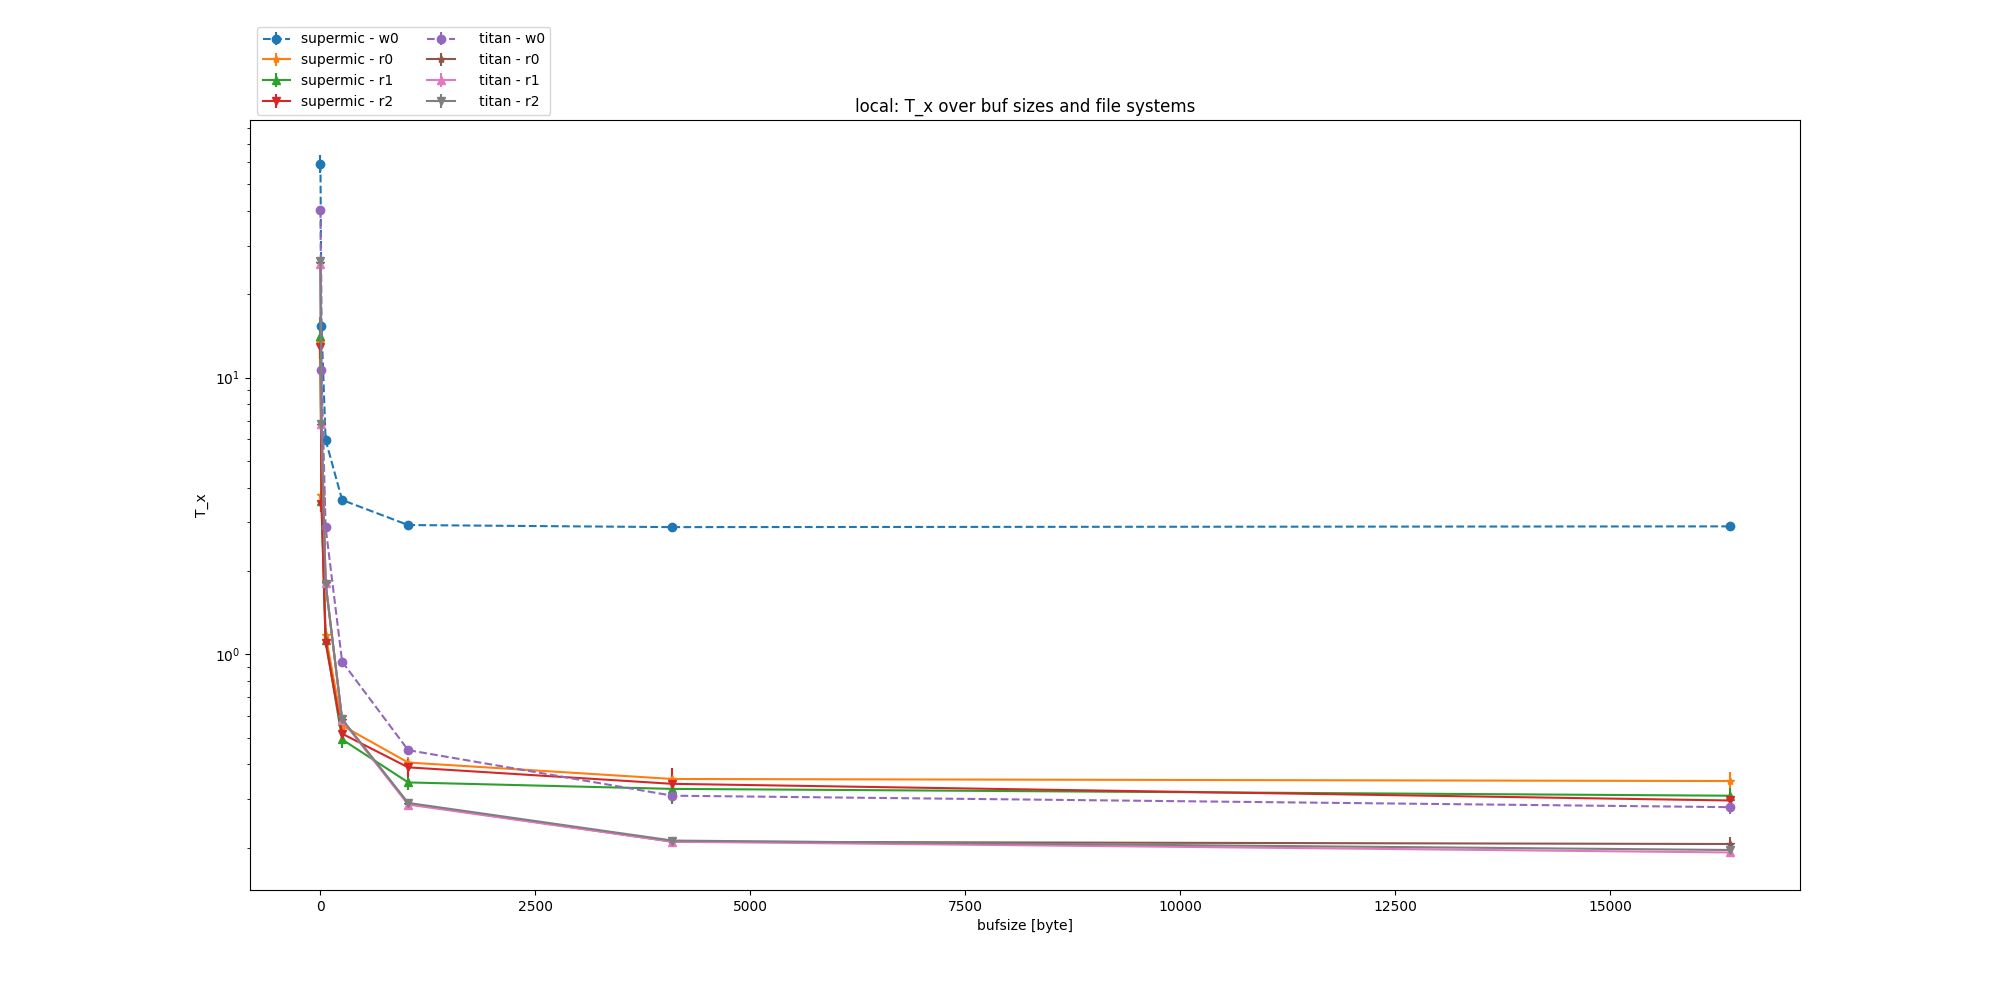 supermic - w0
supermic - r0
supermic - r1
supermic - r2
titan - w0
titan - r0
titan - r1
titan - r2
local: T_x over buf sizes and file systems
T_x
10¹
10⁰
0 2500 5000 7500 10000 12500 15000
bufsize [byte]